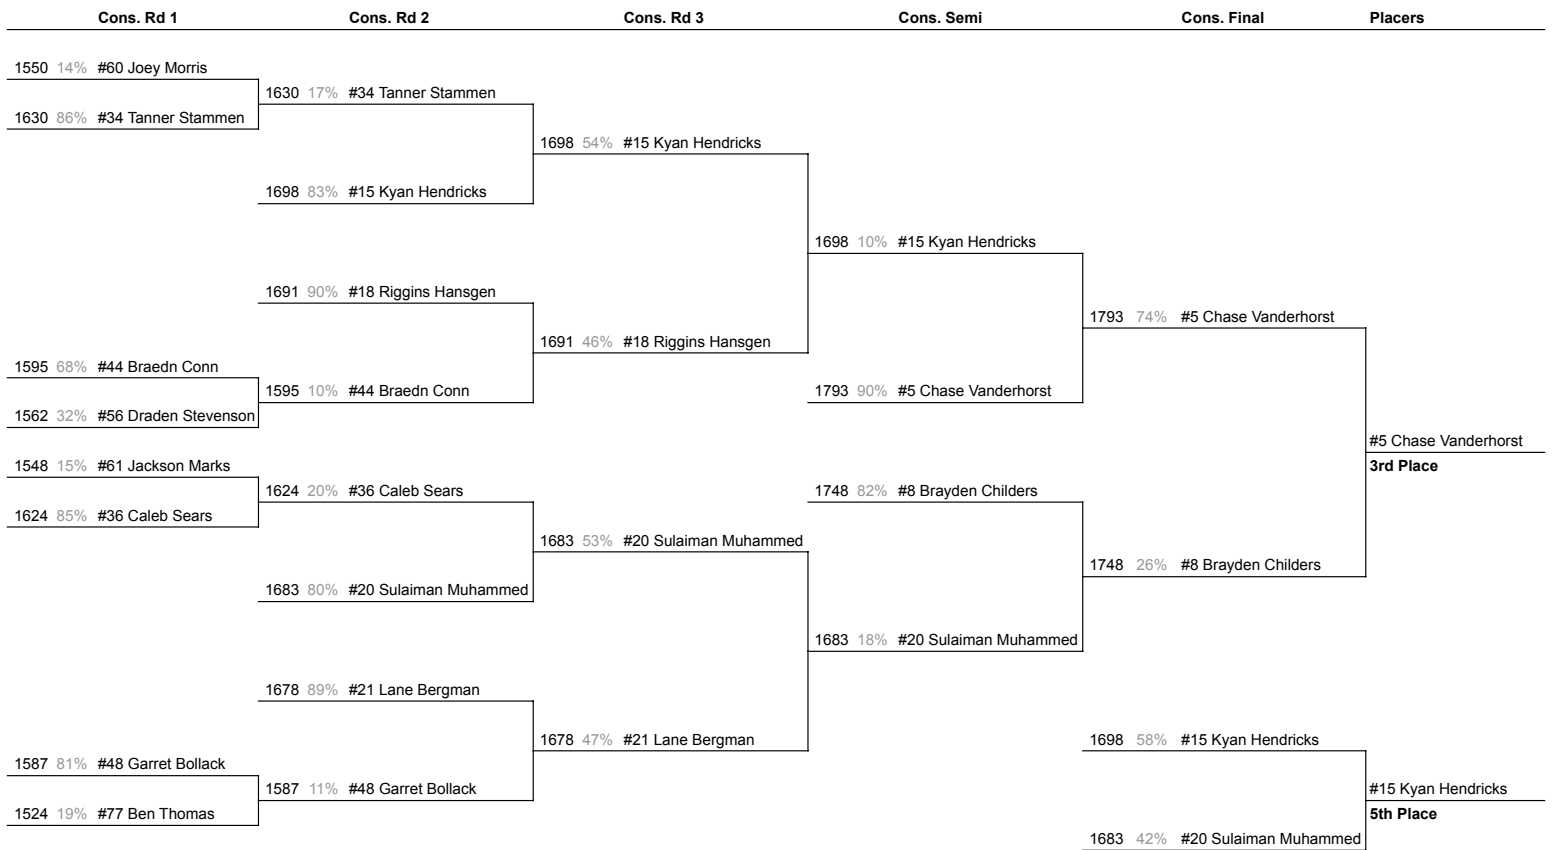 Cons. Rd 1 Cons. Rd 2 Cons. Rd 3 Cons. Semi Cons. Final Placers
1550 14% #60 Joey Morris
1630 17% #34 Tanner Stammen
1630 86% #34 Tanner Stammen
1698 54% #15 Kyan Hendricks
1698 83% #15 Kyan Hendricks
1698 10% #15 Kyan Hendricks
1691 90% #18 Riggins Hansgen
1793 74% #5 Chase Vanderhorst
1691 46% #18 Riggins Hansgen
1595 68% #44 Braedn Conn
1595 10% #44 Braedn Conn
1793 90% #5 Chase Vanderhorst
1562 32% #56 Draden Stevenson
#5 Chase Vanderhorst
1548 15% #61 Jackson Marks
3rd Place
1624 20% #36 Caleb Sears
1748 82% #8 Brayden Childers
1624 85% #36 Caleb Sears
1683 53% #20 Sulaiman Muhammed
1748 26% #8 Brayden Childers
1683 80% #20 Sulaiman Muhammed
1683 18% #20 Sulaiman Muhammed
1678 89% #21 Lane Bergman
1678 47% #21 Lane Bergman
1698 58% #15 Kyan Hendricks
1587 81% #48 Garret Bollack
1587 11% #48 Garret Bollack
#15 Kyan Hendricks
1524 19% #77 Ben Thomas
5th Place
1683 42% #20 Sulaiman Muhammed